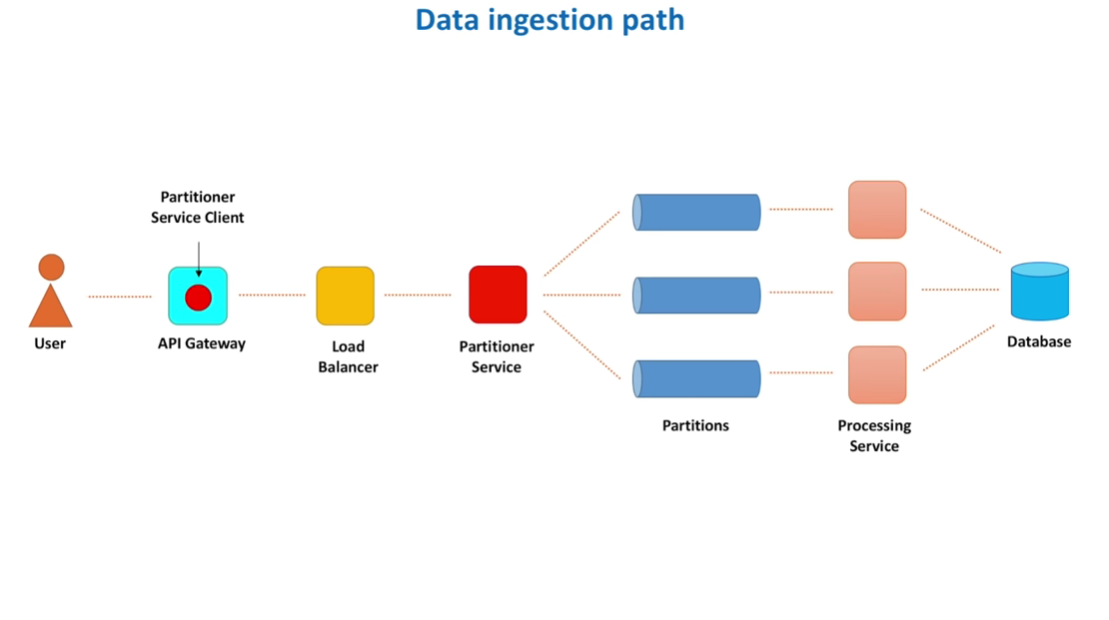 Data ingestion path
Partitioner
Service Client
User
API Gateway
Load
Balancer
Partitioner
Service
Partitions
Processing
Service
Database